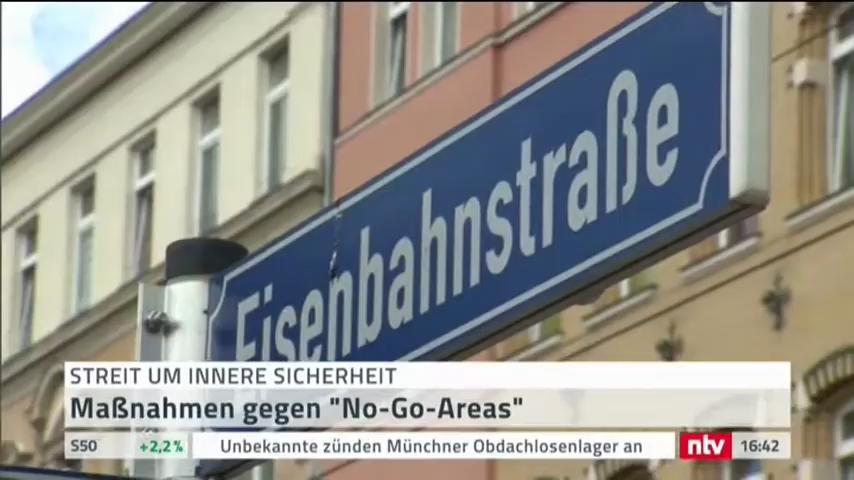 Eisenbahnstraße
STREIT UM INNERE SICHERHEIT
Maßnahmen gegen "No-Go-Areas"
S50 +2,2% Unbekannte zünden Münchner Obdachlosenlager an ntv 16:42